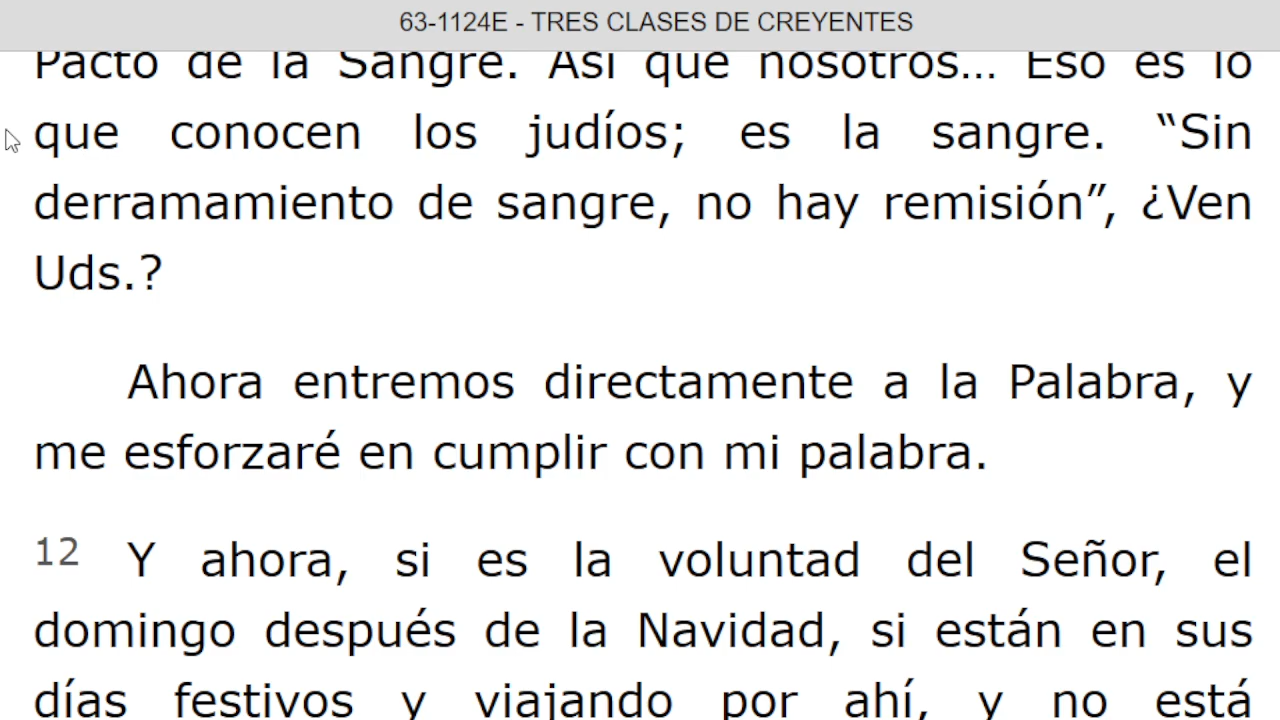 63-1124E - TRES CLASES DE CREYENTES
Pacto de la Sangre. Así que nosotros… Eso es lo
que conocen los judíos; es la sangre. “Sin
derramamiento de sangre, no hay remisión”, ¿Ven
Uds.?
Ahora entremos directamente a la Palabra, y
me esforzaré en cumplir con mi palabra.
12 Y ahora, si es la voluntad del Señor, el
domingo después de la Navidad, si están en sus
días festivos y viajando por ahí, y no está